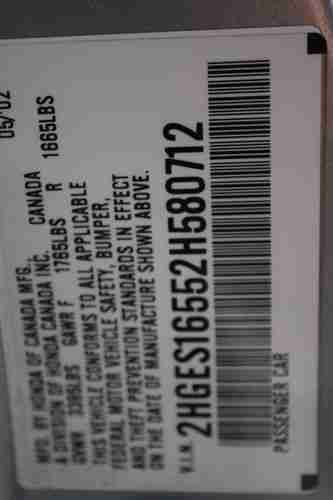 MFG. BY HONDA OF CANADA MFG., 05/02
A DIVISION OF HONDA CANADA INC. CANADA
GVWR 3395LBS GAWR F 1765LBS R 1665LBS
THIS VEHICLE CONFORMS TO ALL APPLICABLE
FEDERAL MOTOR VEHICLE SAFETY, BUMPER,
AND THEFT PREVENTION STANDARDS IN EFFECT
ON THE DATE OF MANUFACTURE SHOWN ABOVE.
V.I.N. 2HGES16552H580712
PASSENGER CAR